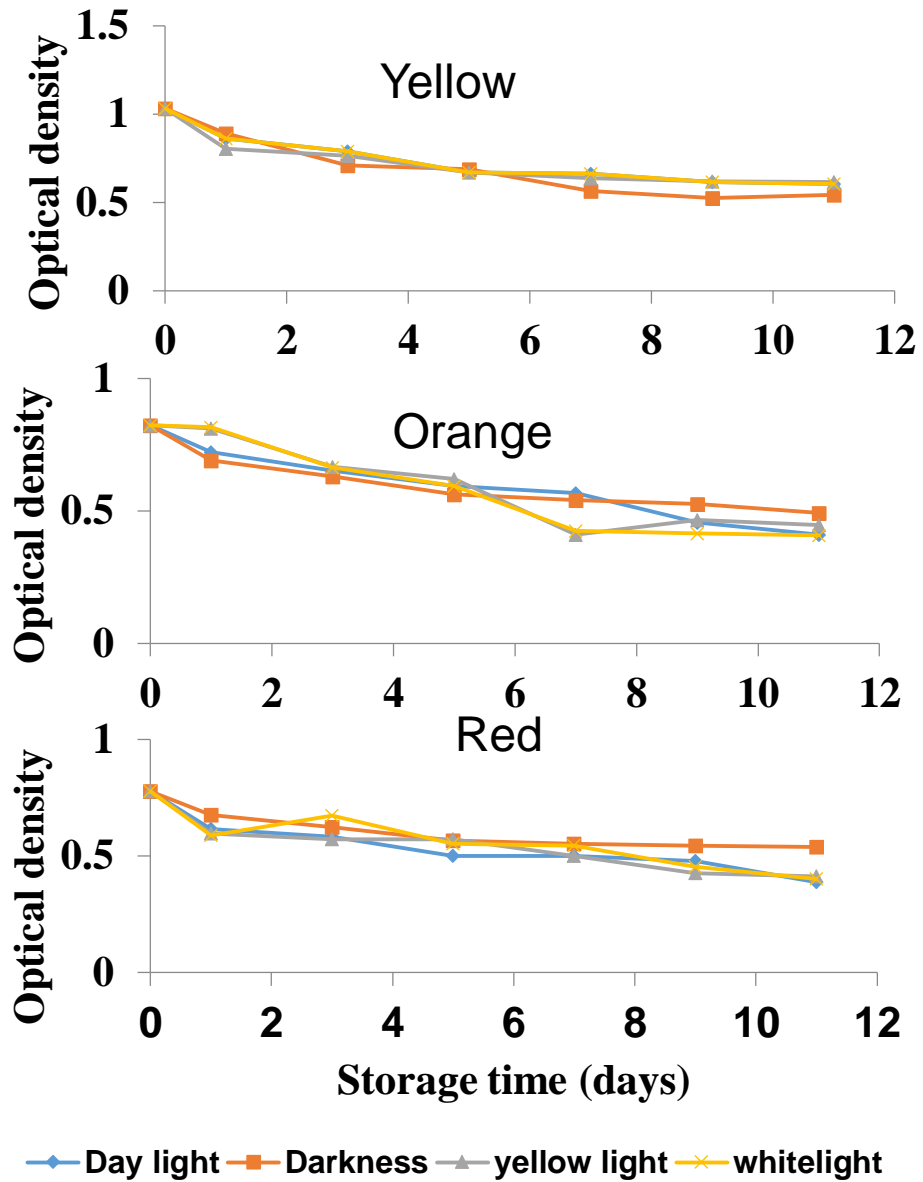 1.5
Yellow
1
0.5
0
Optical density
0 2 4 6 8 10 12
1
Orange
0.5
0
Optical density
0 2 4 6 8 10 12
Red
1
0.5
0
Optical density
0 2 4 6 8 10 12
Storage time (days)
Day light Darkness yellow light whitelight